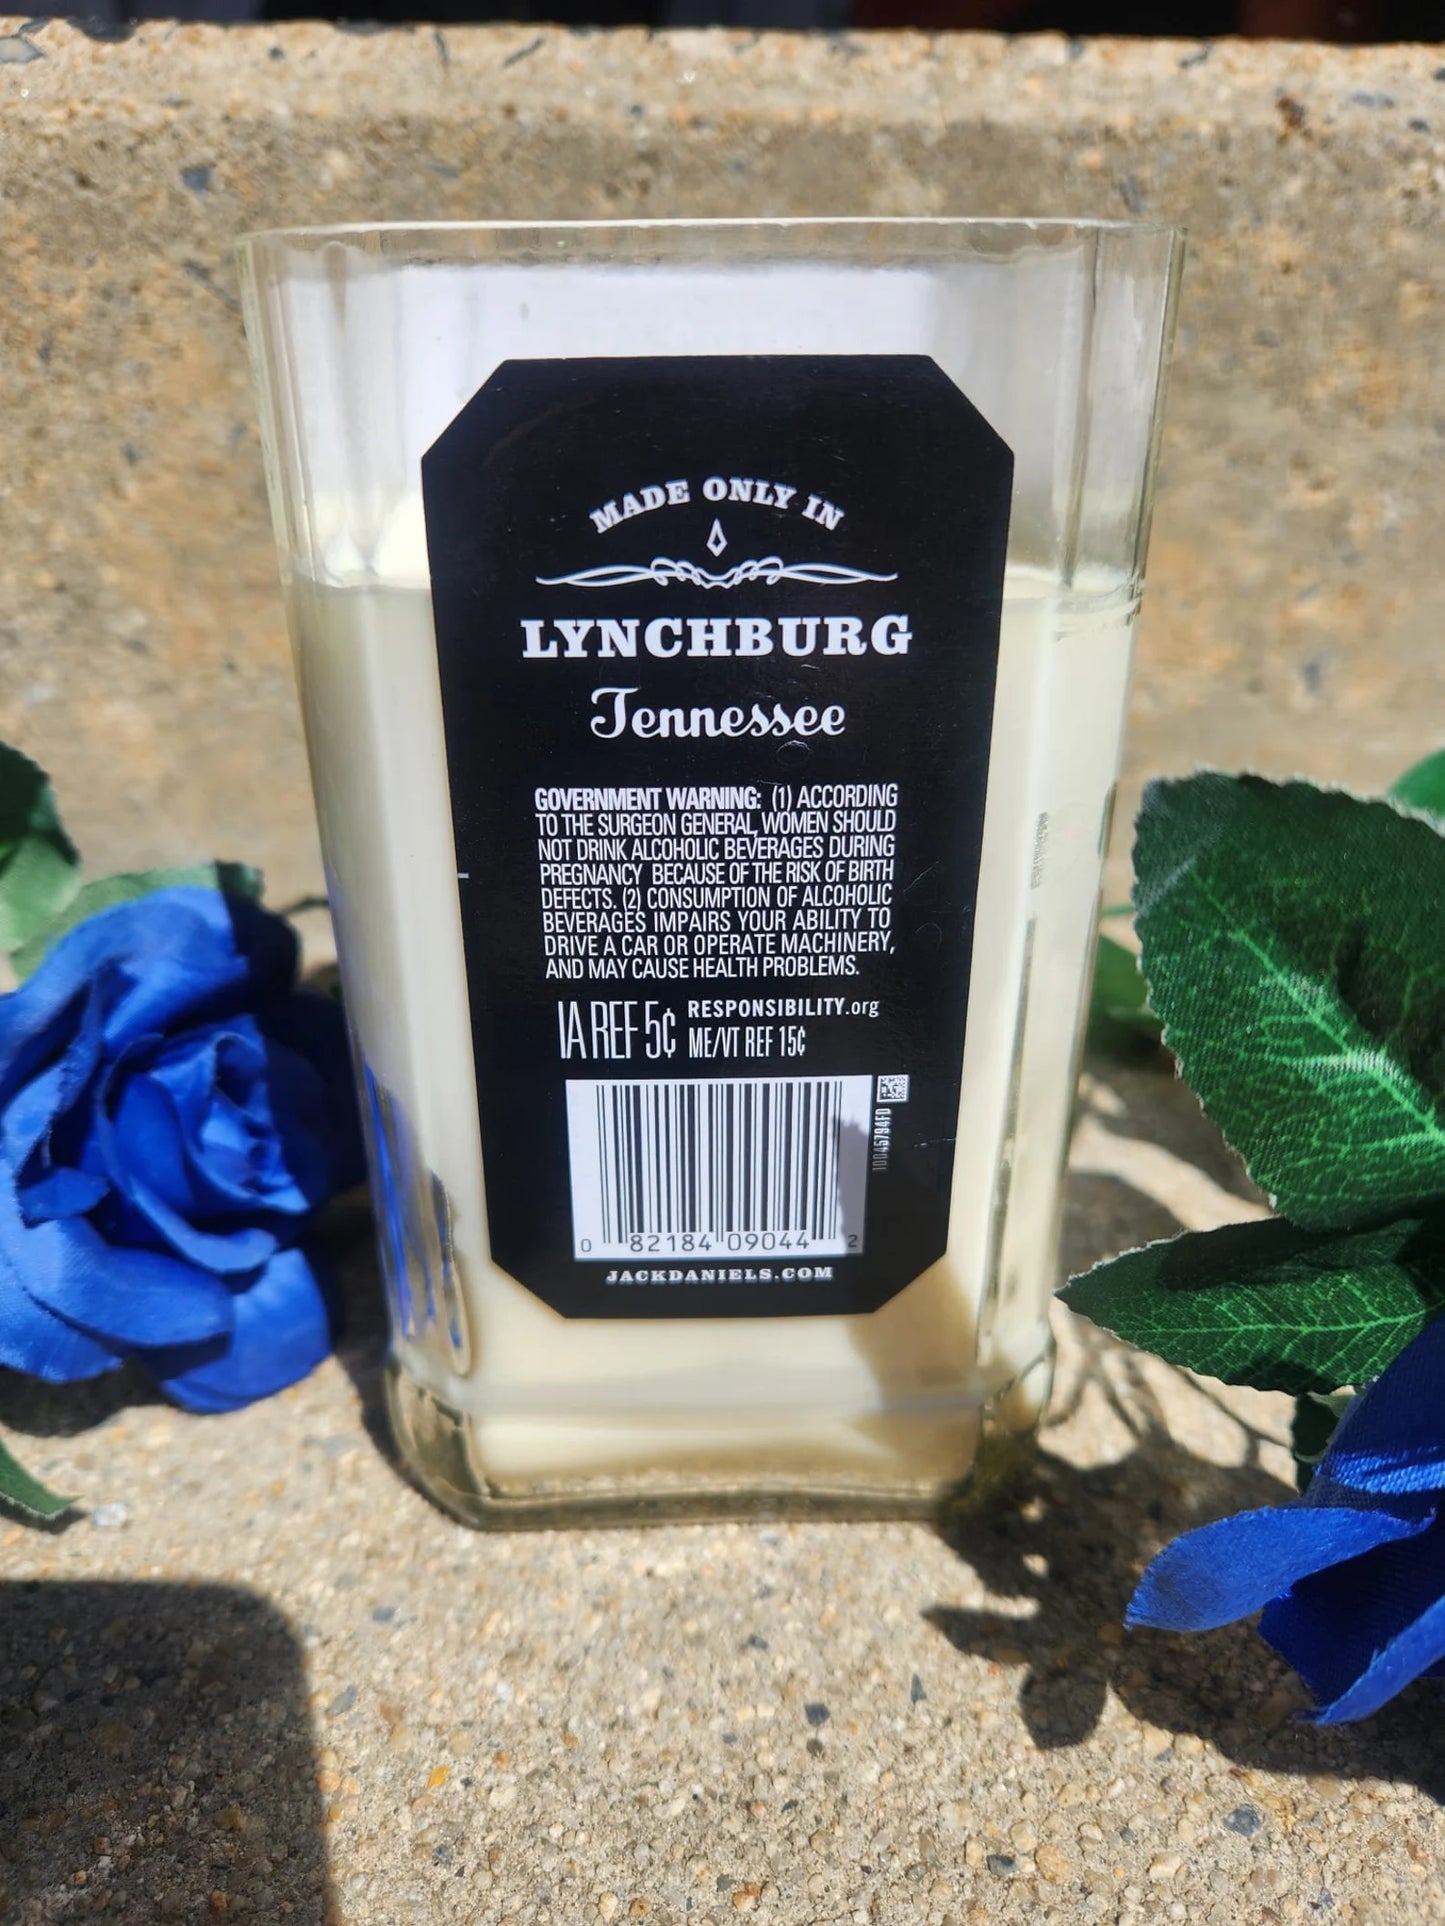 MADE ONLY IN
LYNCHBURG
Tennessee
GOVERNMENT WARNING: (1) ACCORDING
TO THE SURGEON GENERAL, WOMEN SHOULD
NOT DRINK ALCOHOLIC BEVERAGES DURING
PREGNANCY BECAUSE OF THE RISK OF BIRTH
DEFECTS. (2) CONSUMPTION OF ALCOHOLIC
BEVERAGES IMPAIRS YOUR ABILITY TO
DRIVE A CAR OR OPERATE MACHINERY,
AND MAY CAUSE HEALTH PROBLEMS.
IA REF 5¢
RESPONSIBILITY.org
ME/VT REF 15¢
10045794FD
0 82184 09044 2
JACKDANIELS.COM